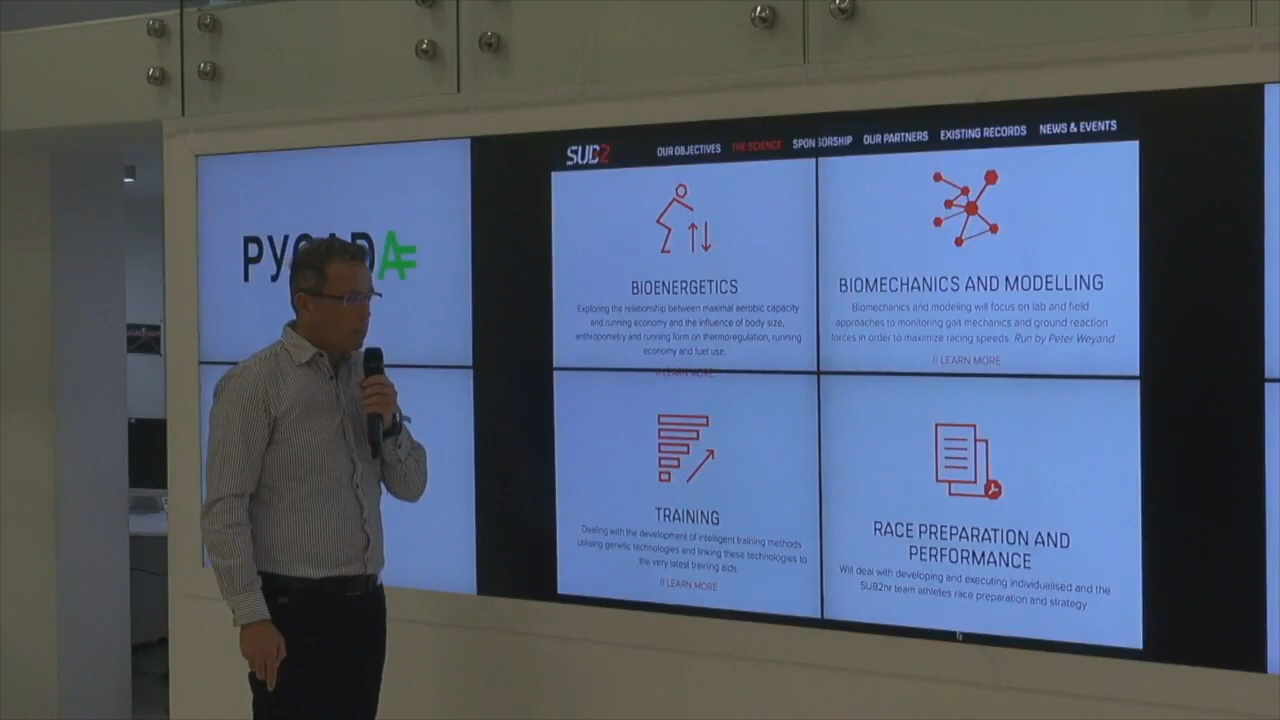 SUB2
OUR OBJECTIVES THE SCIENCE SPONSORSHIP OUR PARTNERS EXISTING RECORDS NEWS & EVENTS
BIOENERGETICS
Exploring the relationship between maximal aerobic capacity
and running economy and the influence of body size,
anthropometry and running form on thermoregulation, running
economy and fuel use.
// LEARN MORE
BIOMECHANICS AND MODELLING
Biomechanics and modeling will focus on lab and field
approaches to monitoring gait mechanics and ground reaction
forces in order to maximize racing speeds. Run by Peter Weyand
// LEARN MORE
TRAINING
Dealing with the development of intelligent training methods
utilising genetic technologies and linking these technologies to
the very latest training aids.
// LEARN MORE
RACE PREPARATION AND
PERFORMANCE
Will deal with developing and executing individualised and the
SUB2hr team athletes race preparation and strategy